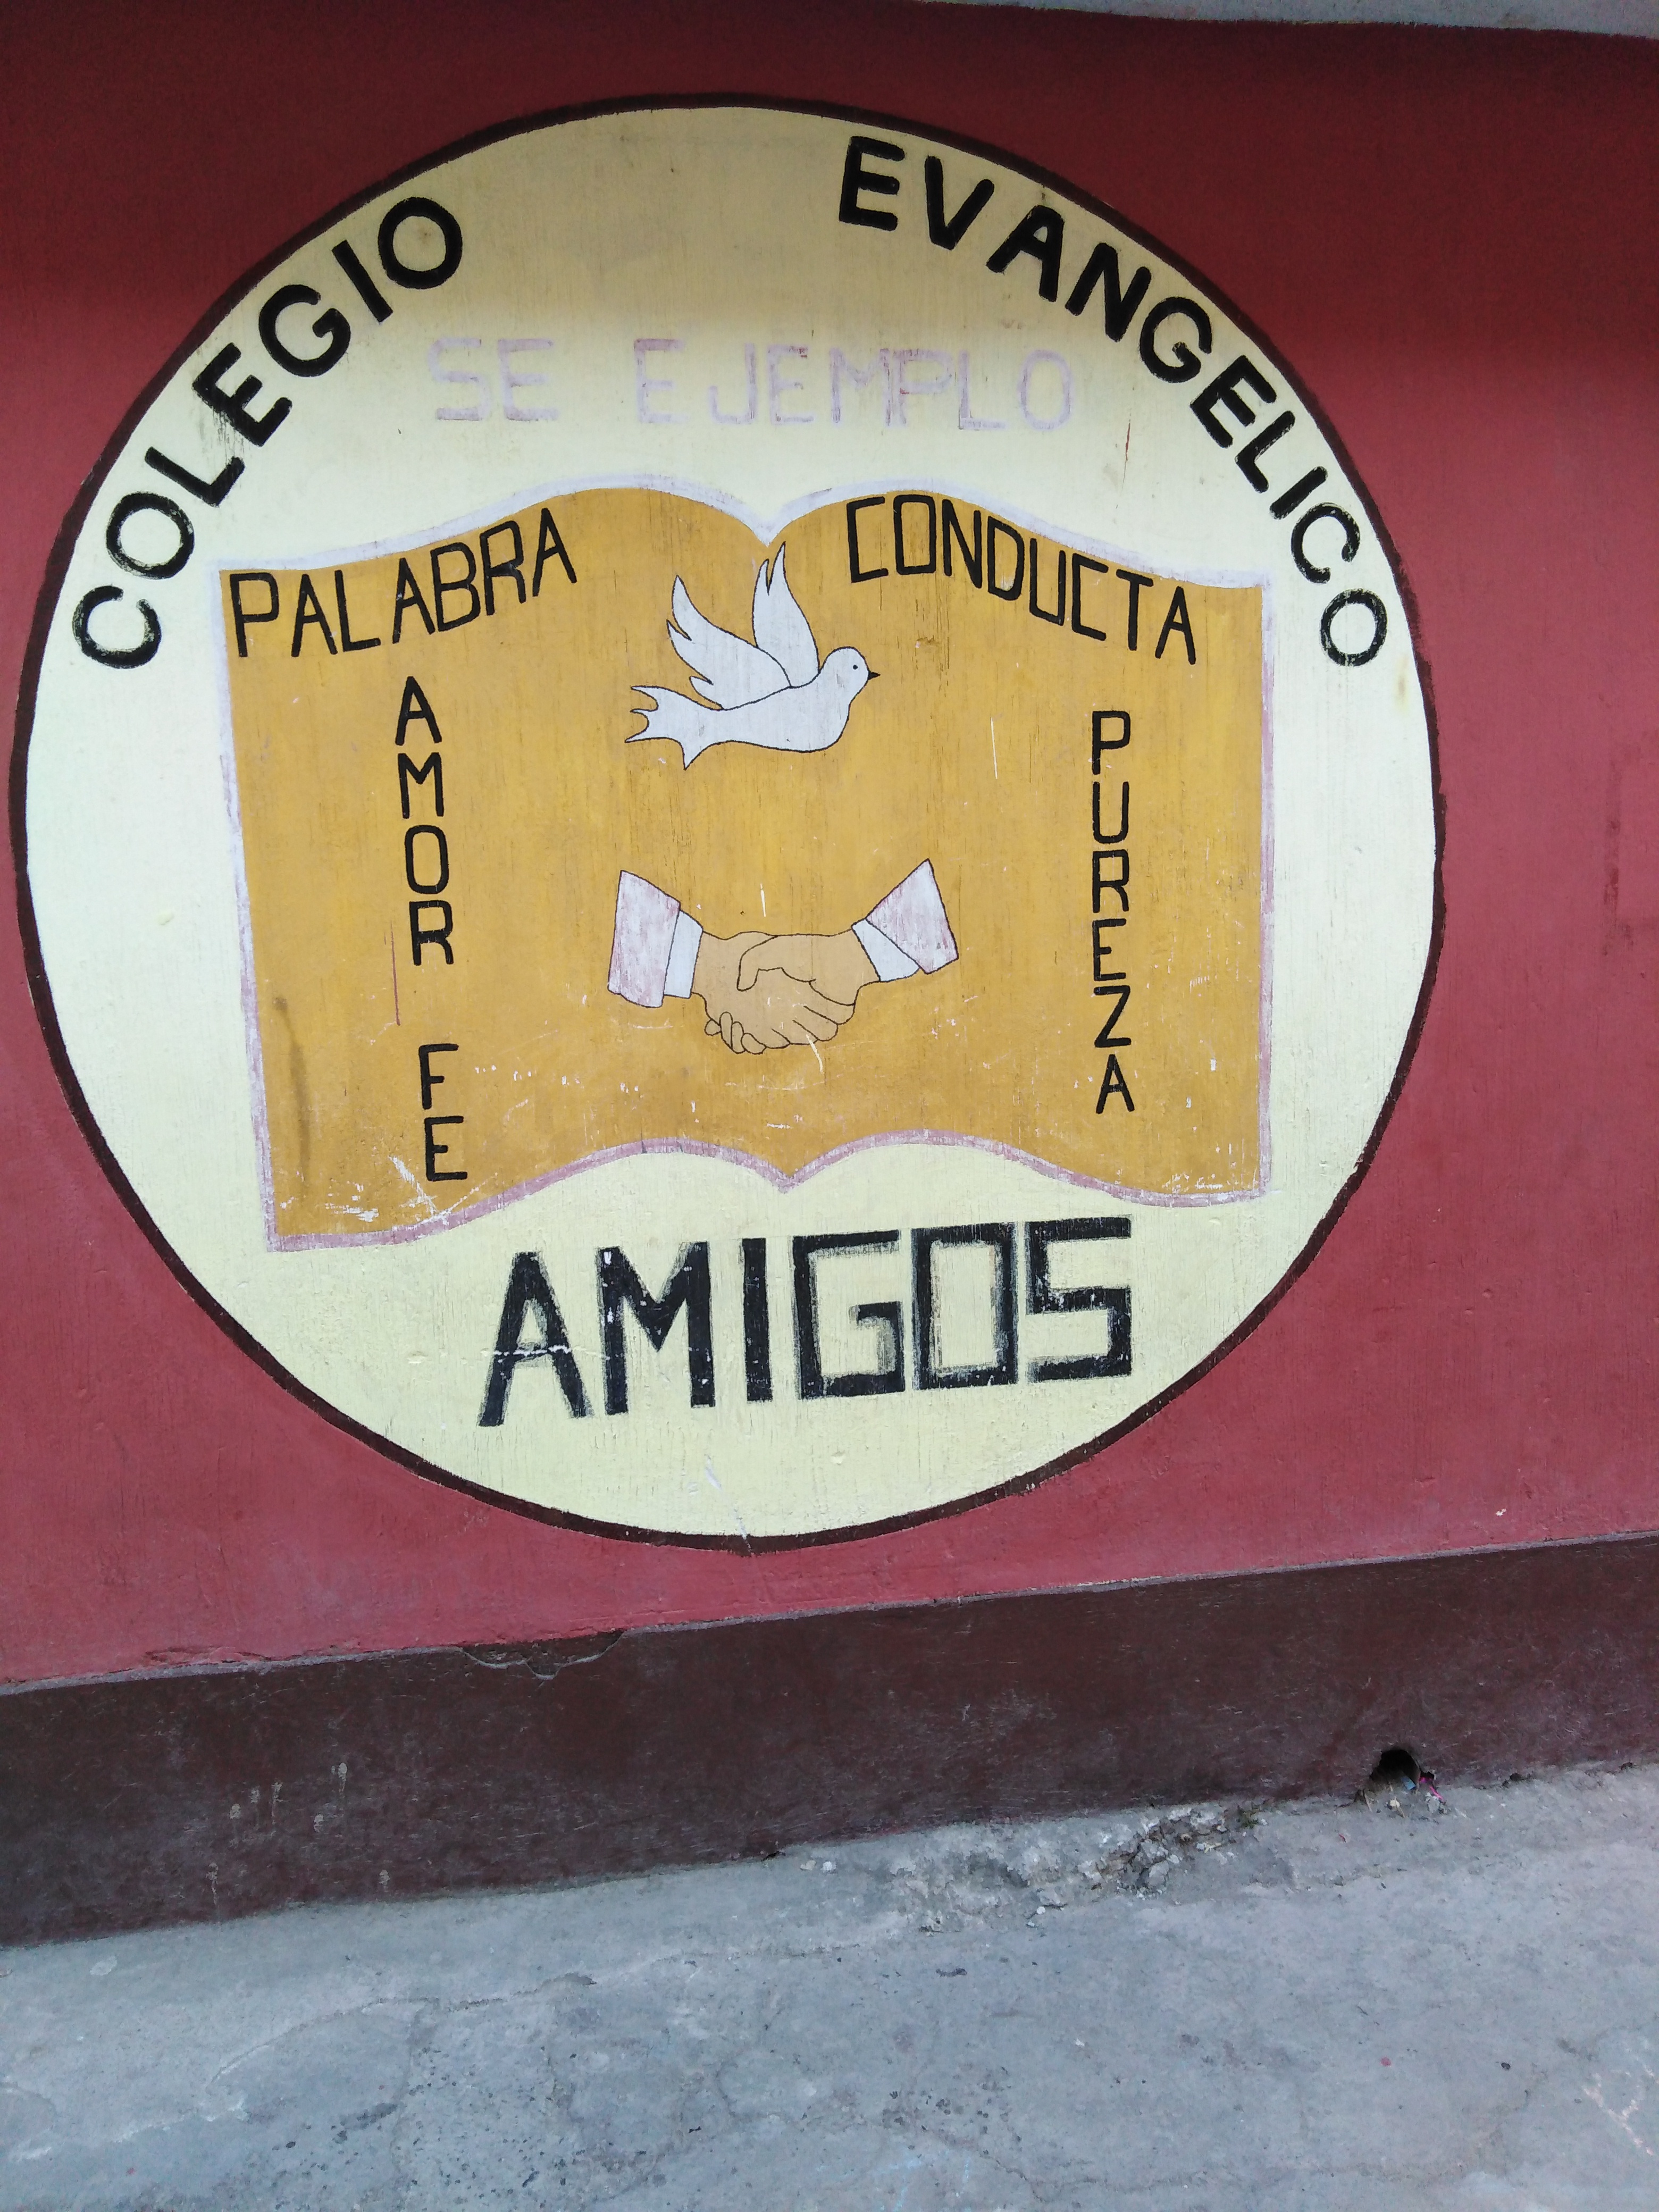 COLEGIO EVANGELICO
SE EJEMPLO
PALABRA
CONDUCTA
AMOR FE
PUREZA
AMIGOS